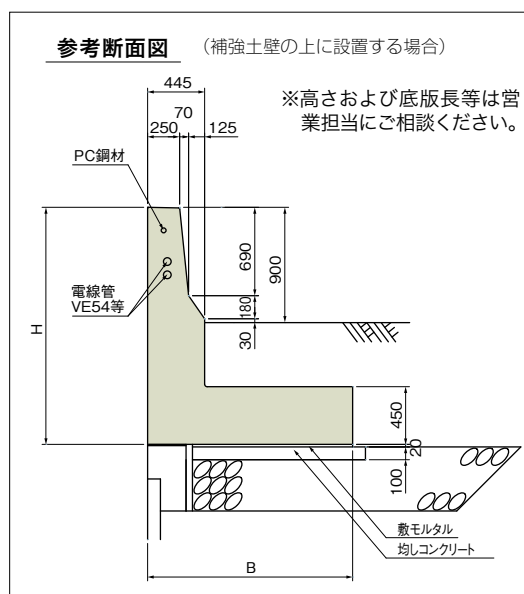 参考断面図 （補強土壁の上に設置する場合）
445
※高さおよび底版長等は営
業担当にご相談ください。
70
250
125
PC鋼材
690
900
電線管
VE54等
180
H
30
450
20
100
敷モルタル
均しコンクリート
B